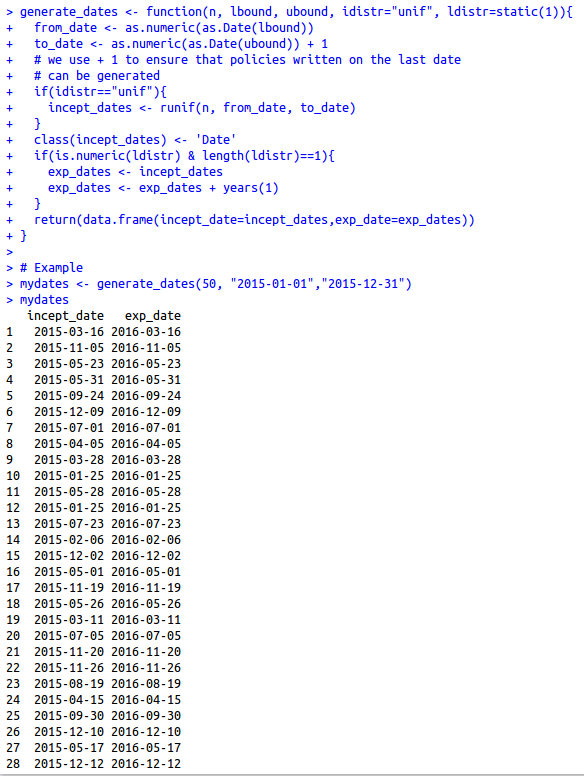 > generate_dates <- function(n, lbound, ubound, idistr="unif", ldistr=static(1)){
+   from_date <- as.numeric(as.Date(lbound))
+   to_date <- as.numeric(as.Date(ubound)) + 1
+   # we use + 1 to ensure that policies written on the last date
+   # can be generated
+   if(idistr=="unif"){
+     incept_dates <- runif(n, from_date, to_date)
+   }
+   class(incept_dates) <- 'Date'
+   if(is.numeric(ldistr) & length(ldistr)==1){
+     exp_dates <- incept_dates
+     exp_dates <- exp_dates + years(1)
+   }
+   return(data.frame(incept_date=incept_dates,exp_date=exp_dates))
+ }
>
> # Example
> mydates <- generate_dates(50, "2015-01-01","2015-12-31")
> mydates
   incept_date   exp_date
1   2015-03-16 2016-03-16
2   2015-11-05 2016-11-05
3   2015-05-23 2016-05-23
4   2015-05-31 2016-05-31
5   2015-09-24 2016-09-24
6   2015-12-09 2016-12-09
7   2015-07-01 2016-07-01
8   2015-04-05 2016-04-05
9   2015-03-28 2016-03-28
10  2015-01-25 2016-01-25
11  2015-05-28 2016-05-28
12  2015-01-25 2016-01-25
13  2015-07-23 2016-07-23
14  2015-02-06 2016-02-06
15  2015-12-02 2016-12-02
16  2015-05-01 2016-05-01
17  2015-11-19 2016-11-19
18  2015-05-26 2016-05-26
19  2015-03-11 2016-03-11
20  2015-07-05 2016-07-05
21  2015-11-20 2016-11-20
22  2015-11-26 2016-11-26
23  2015-08-19 2016-08-19
24  2015-04-15 2016-04-15
25  2015-09-30 2016-09-30
26  2015-12-10 2016-12-10
27  2015-05-17 2016-05-17
28  2015-12-12 2016-12-12